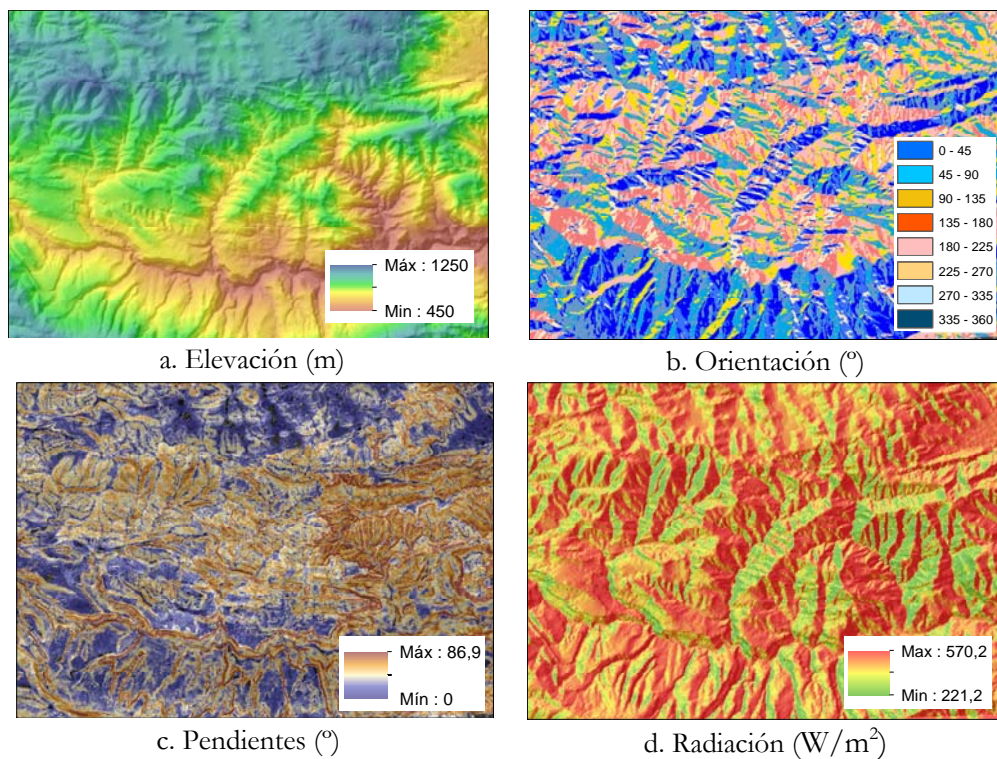 Máx : 1250
Min : 450
a. Elevación (m)
0 - 45
45 - 90
90 - 135
135 - 180
180 - 225
225 - 270
270 - 335
335 - 360
b. Orientación (º)
Máx : 86,9
Mín : 0
c. Pendientes (º)
Max : 570,2
Min : 221,2
d. Radiación (W/m²)